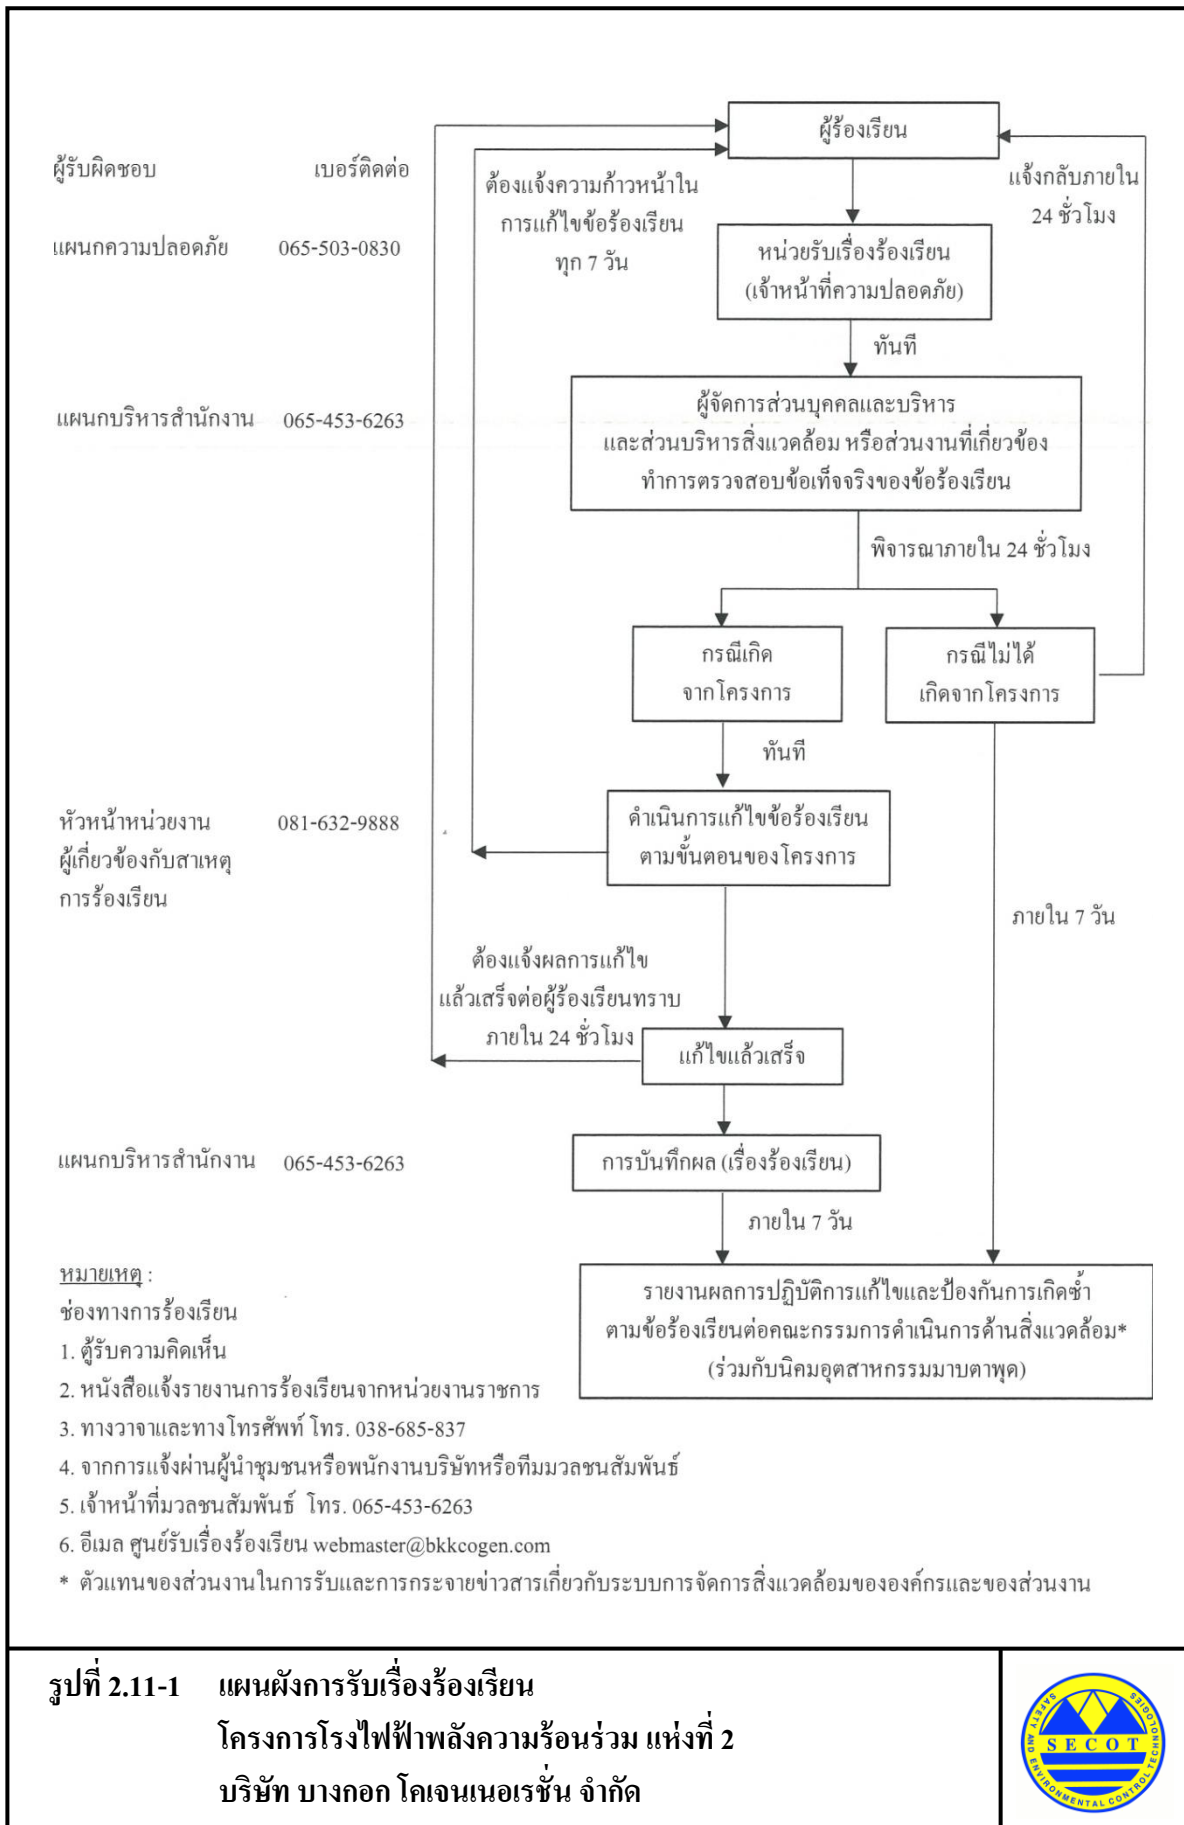 ผู้ร้องเรียน
ผู้รับผิดชอบ เบอร์ติดต่อ
ต้องแจ้งความก้าวหน้าใน
การแก้ไขข้อร้องเรียน
ทุก 7 วัน
แจ้งกลับภายใน
24 ชั่วโมง
แผนกความปลอดภัย 065-503-0830
หน่วยรับเรื่องร้องเรียน
(เจ้าหน้าที่ความปลอดภัย)
ทันที
แผนกบริหารสำนักงาน 065-453-6263
ผู้จัดการส่วนบุคคลและบริหาร
และส่วนบริหารสิ่งแวดล้อม หรือส่วนงานที่เกี่ยวข้อง
ทำการตรวจสอบข้อเท็จจริงของข้อร้องเรียน
พิจารณาภายใน 24 ชั่วโมง
กรณีเกิด
จากโครงการ
กรณีไม่ได้
เกิดจากโครงการ
ทันที
หัวหน้าหน่วยงาน 081-632-9888
ผู้เกี่ยวข้องกับสาเหตุ
การร้องเรียน
ดำเนินการแก้ไขข้อร้องเรียน
ตามขั้นตอนของโครงการ
ภายใน 7 วัน
ต้องแจ้งผลการแก้ไข
แล้วเสร็จต่อผู้ร้องเรียนทราบ
ภายใน 24 ชั่วโมง
แก้ไขแล้วเสร็จ
แผนกบริหารสำนักงาน 065-453-6263
การบันทึกผล (เรื่องร้องเรียน)
ภายใน 7 วัน
รายงานผลการปฏิบัติการแก้ไขและป้องกันการเกิดซ้ำ
ตามข้อร้องเรียนต่อคณะกรรมการดำเนินการด้านสิ่งแวดล้อม*
(ร่วมกับนิคมอุตสาหกรรมมาบตาพุด)
หมายเหตุ :
ช่องทางการร้องเรียน
1. ตู้รับความคิดเห็น
2. หนังสือแจ้งรายงานการร้องเรียนจากหน่วยงานราชการ
3. ทางวาจาและทางโทรศัพท์ โทร. 038-685-837
4. จากการแจ้งผ่านผู้นำชุมชนหรือพนักงานบริษัทหรือทีมมวลชนสัมพันธ์
5. เจ้าหน้าที่มวลชนสัมพันธ์ โทร. 065-453-6263
6. อีเมล ศูนย์รับเรื่องร้องเรียน webmaster@bkkcogen.com
* ตัวแทนของส่วนงานในการรับและการกระจายข่าวสารเกี่ยวกับระบบการจัดการสิ่งแวดล้อมขององค์กรและของส่วนงาน
รูปที่ 2.11-1 แผนผังการรับเรื่องร้องเรียน
โครงการโรงไฟฟ้าพลังความร้อนร่วม แห่งที่ 2
บริษัท บางกอก โคเจนเนอเรชั่น จำกัด
SAFETY AND ENVIRONMENTAL CONTROL TECHNOLOGIES
SECOT